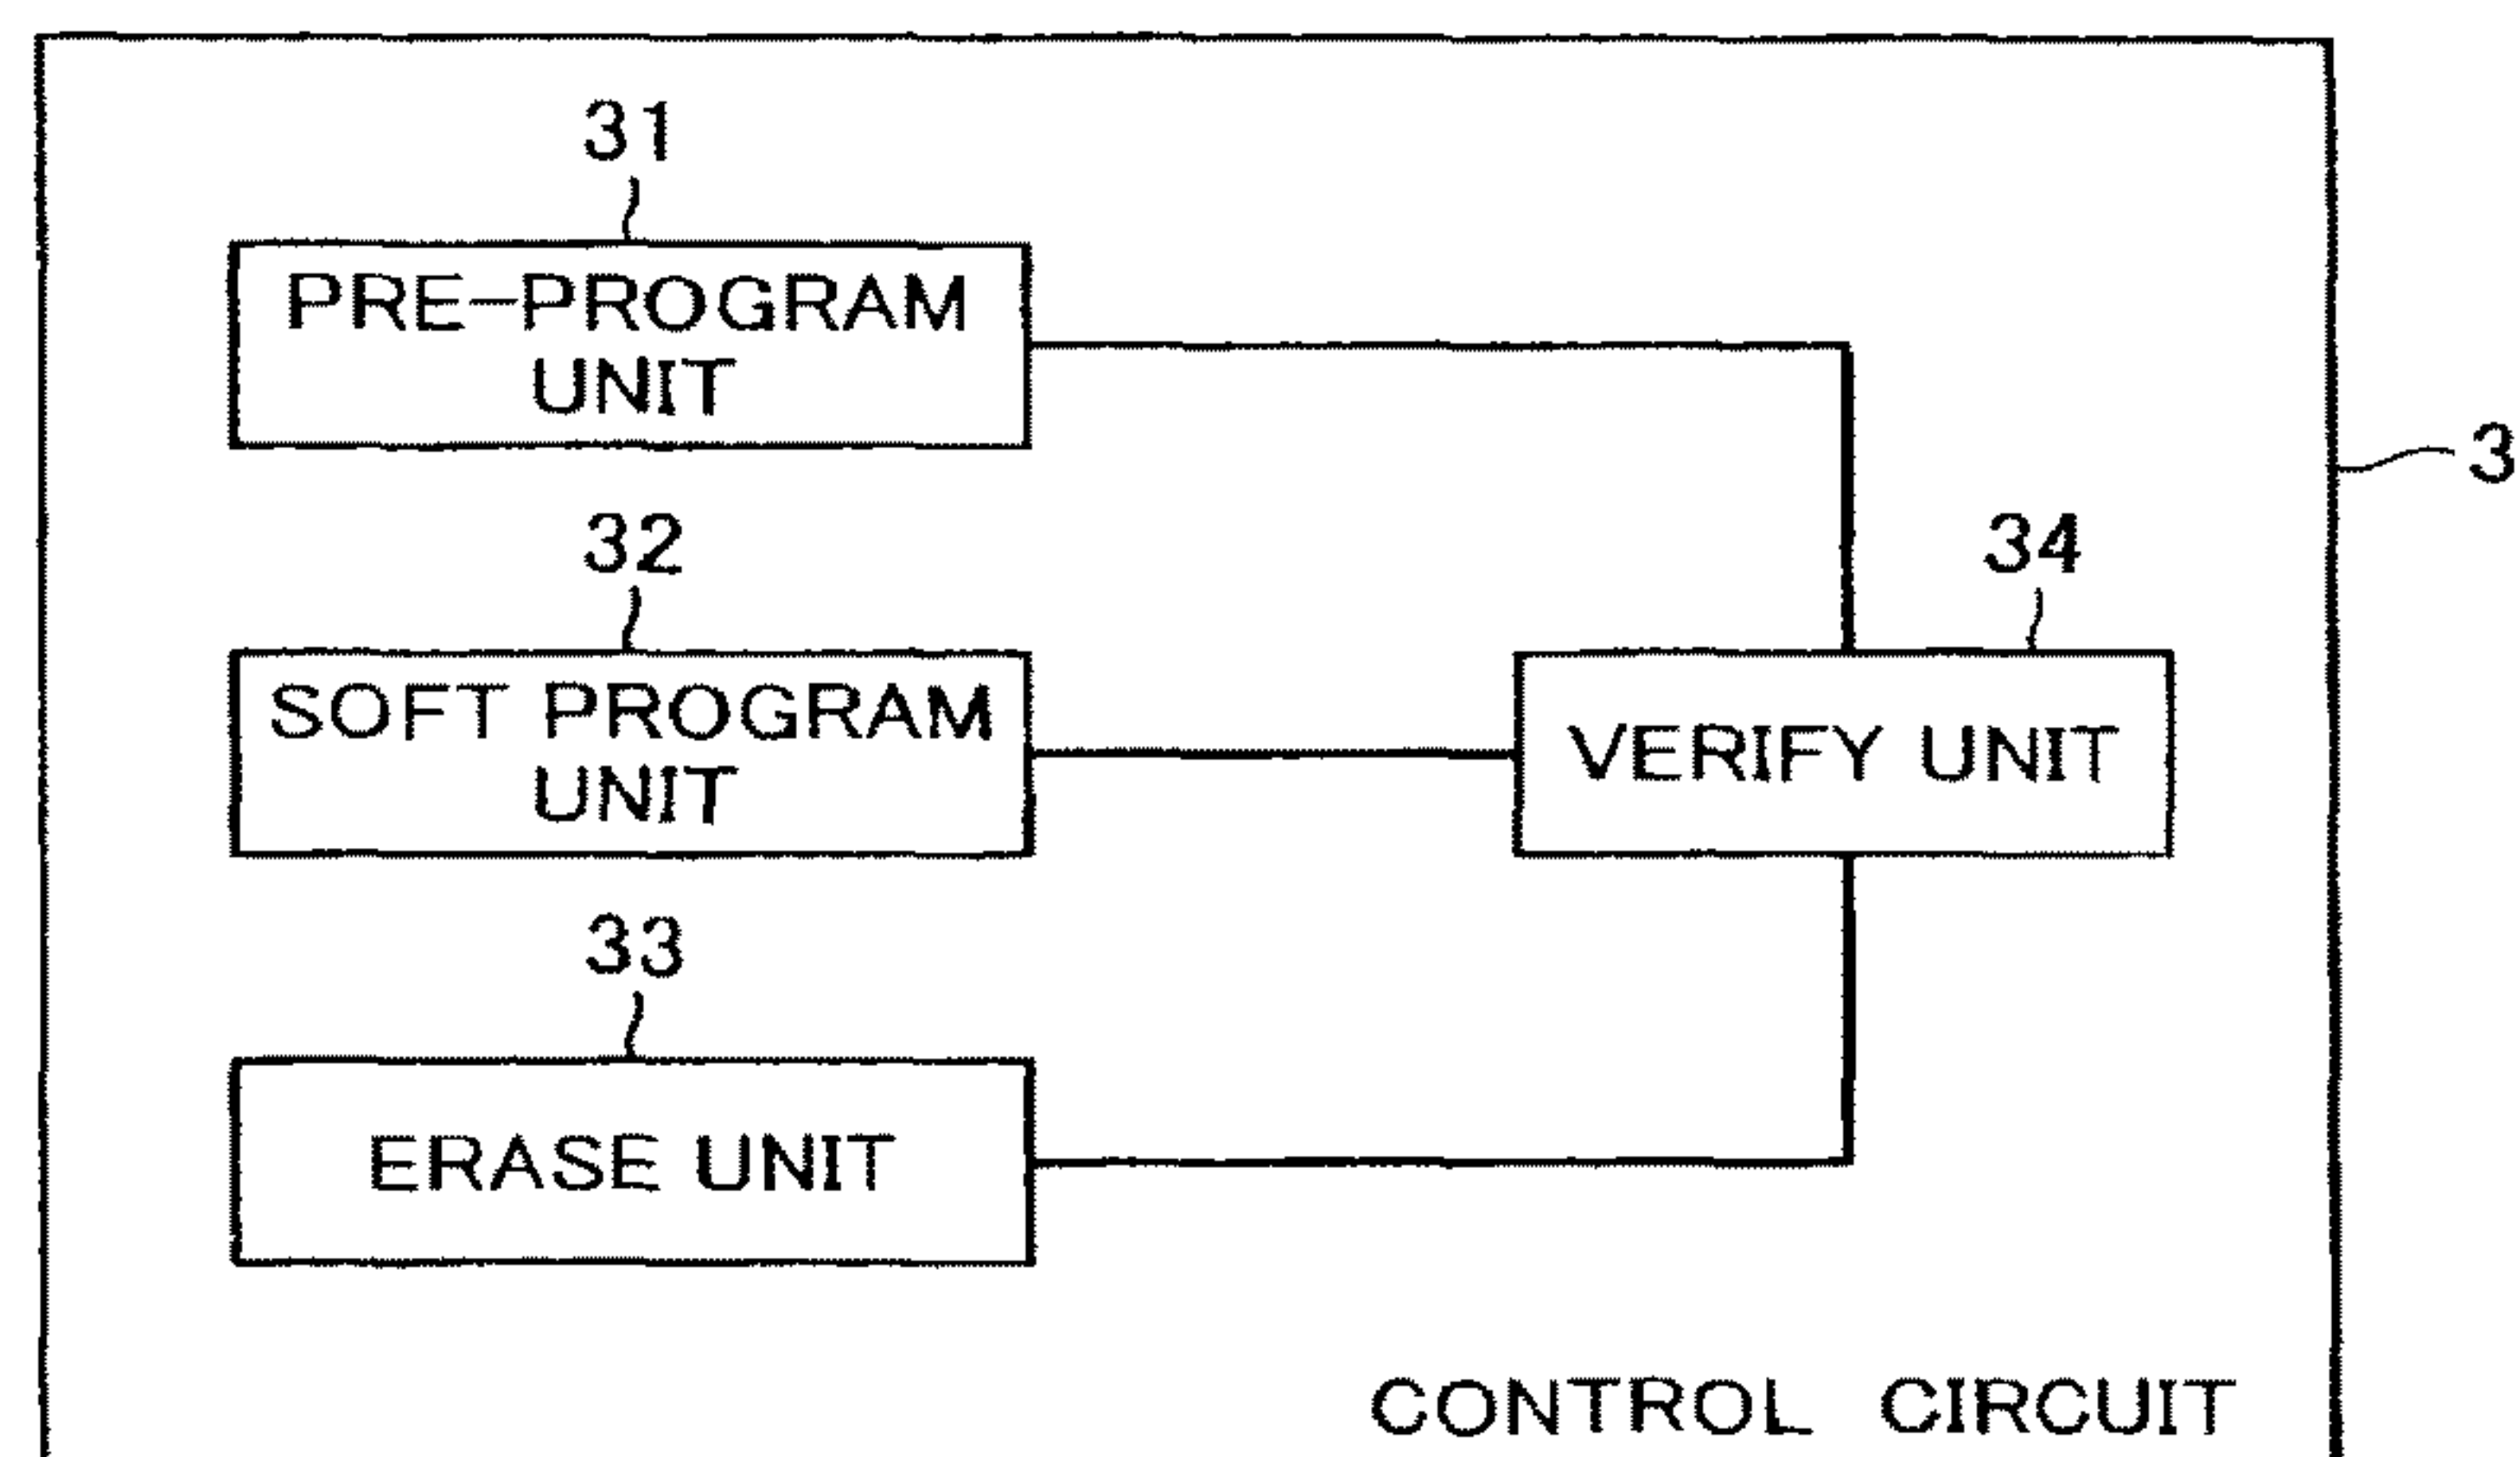 31
PRE-PROGRAM
UNIT
3
32
34
SOFT PROGRAM
UNIT
VERIFY UNIT
33
ERASE UNIT
CONTROL CIRCUIT